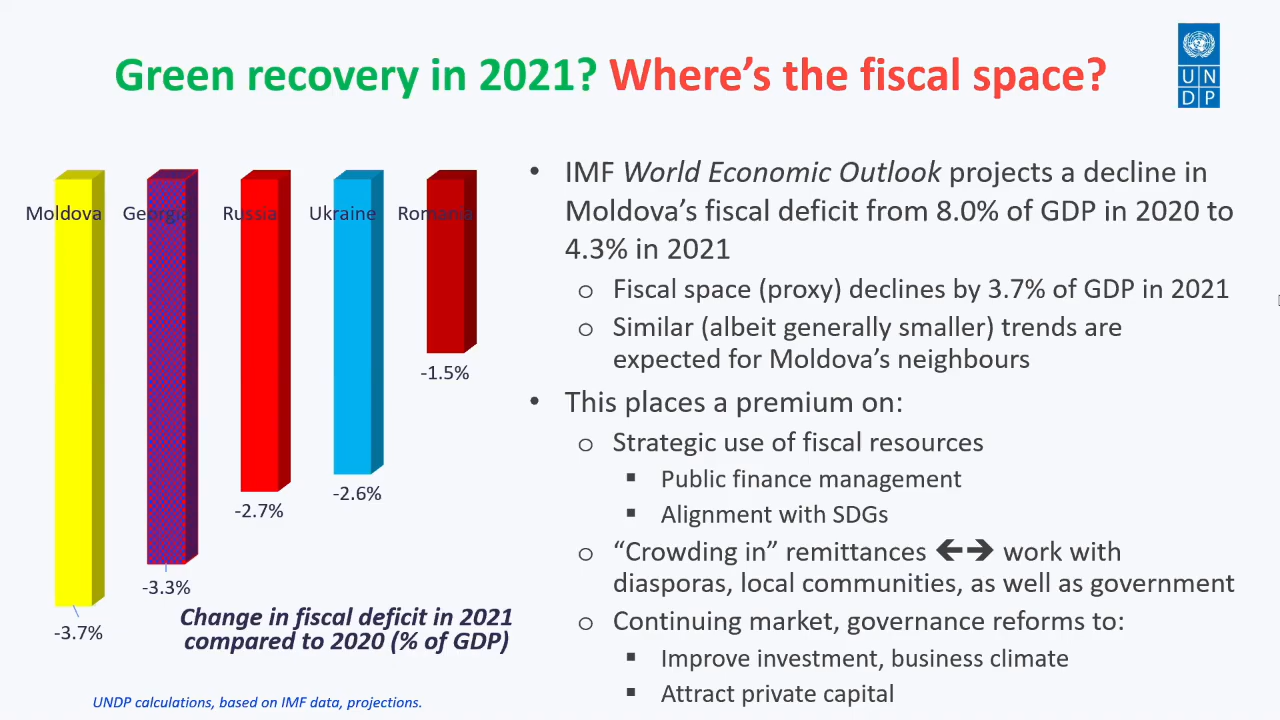 Green recovery in 2021? Where's the fiscal space?
UN
DP
Moldova Georgia Russia Ukraine Romania
-1.5%
-2.6%
-2.7%
-3.3%
-3.7%
Change in fiscal deficit in 2021
compared to 2020 (% of GDP)
UNDP calculations, based on IMF data, projections.
• IMF World Economic Outlook projects a decline in
Moldova's fiscal deficit from 8.0% of GDP in 2020 to
4.3% in 2021
o Fiscal space (proxy) declines by 3.7% of GDP in 2021
o Similar (albeit generally smaller) trends are
expected for Moldova's neighbours
• This places a premium on:
o Strategic use of fiscal resources
▪ Public finance management
▪ Alignment with SDGs
o “Crowding in” remittances 🡨🡪 work with
diasporas, local communities, as well as government
o Continuing market, governance reforms to:
▪ Improve investment, business climate
▪ Attract private capital